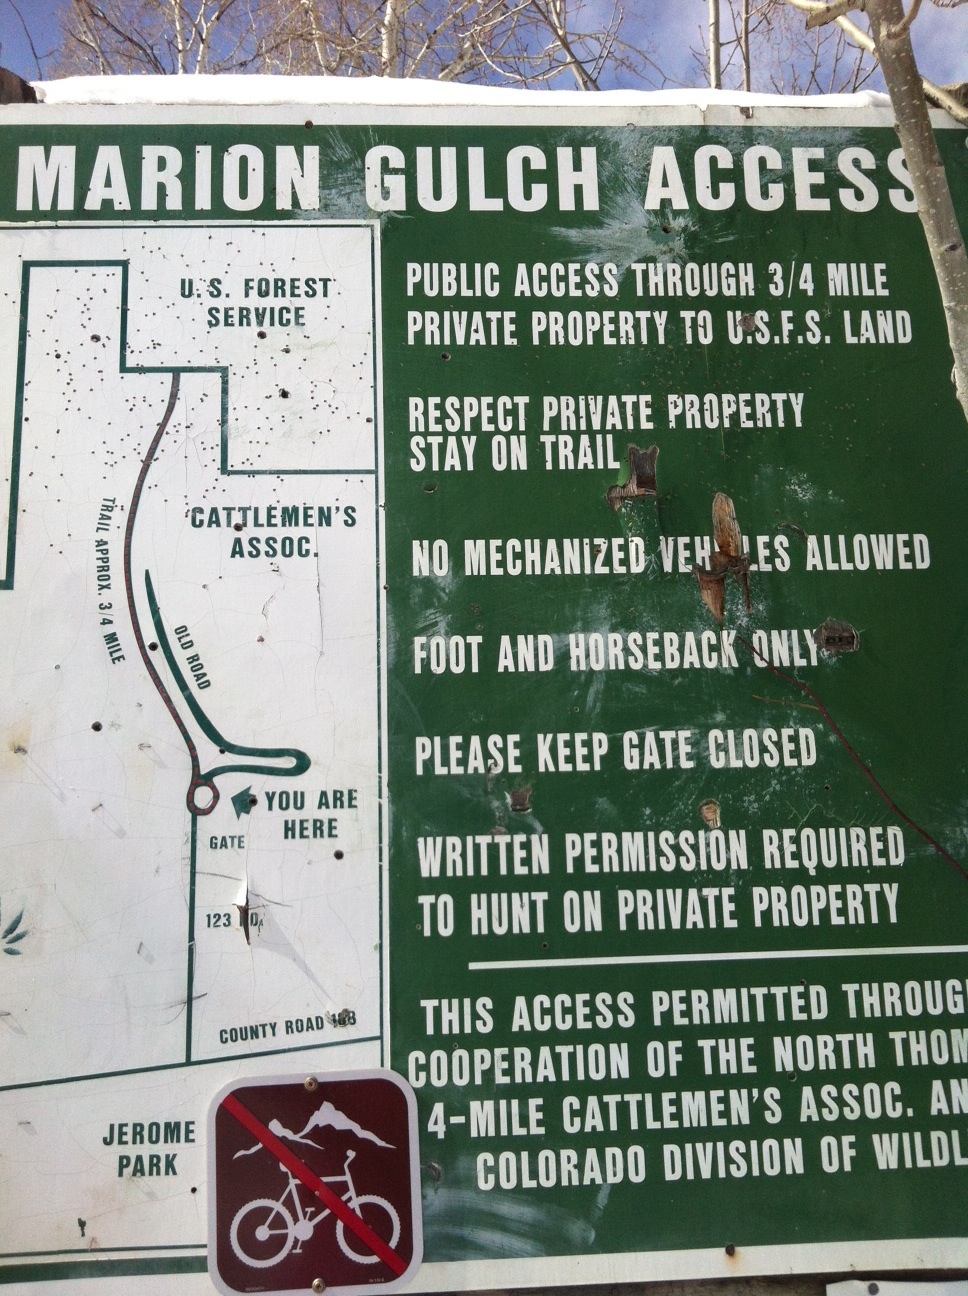 MARION GULCH ACCESS
U.S. FOREST
SERVICE
CATTLEMEN'S
ASSOC.
TRAIL APPROX. 3/4 MILE
OLD ROAD
YOU ARE
HERE
GATE
123
COUNTY ROAD
JEROME
PARK
PUBLIC ACCESS THROUGH 3/4 MILE
PRIVATE PROPERTY TO U.S.F.S. LAND
RESPECT PRIVATE PROPERTY
STAY ON TRAIL
NO MECHANIZED VEHICLES ALLOWED
FOOT AND HORSEBACK ONLY
PLEASE KEEP GATE CLOSED
WRITTEN PERMISSION REQUIRED
TO HUNT ON PRIVATE PROPERTY
THIS ACCESS PERMITTED THROUG
COOPERATION OF THE NORTH THOM
4-MILE CATTLEMEN'S ASSOC. AN
COLORADO DIVISION OF WILDL